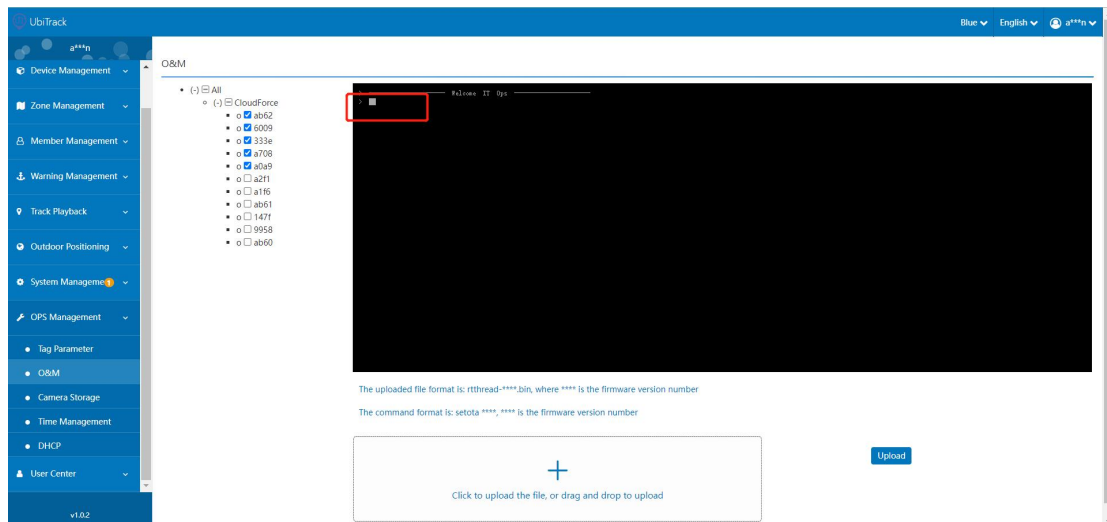 UbiTrack
Blue
English
a***n
a***n
Device Management
Zone Management
Member Management
Warning Management
Track Playback
Outdoor Positioning
System Manageme
1
OPS Management
Tag Parameter
O&M
Camera Storage
Time Management
DHCP
User Center
v1.0.2
O&M
(-) All
(-) CloudForce
o ab62
o 6009
o 333e
o a708
o a0a9
o a2f1
o a1f6
o ab61
o 147f
o 9958
o ab60
> ———————— Welcome IT Ops ————————
>
The uploaded file format is: rtthread-****.bin, where **** is the firmware version number
The command format is: setota ****, **** is the firmware version number
Click to upload the file, or drag and drop to upload
Upload